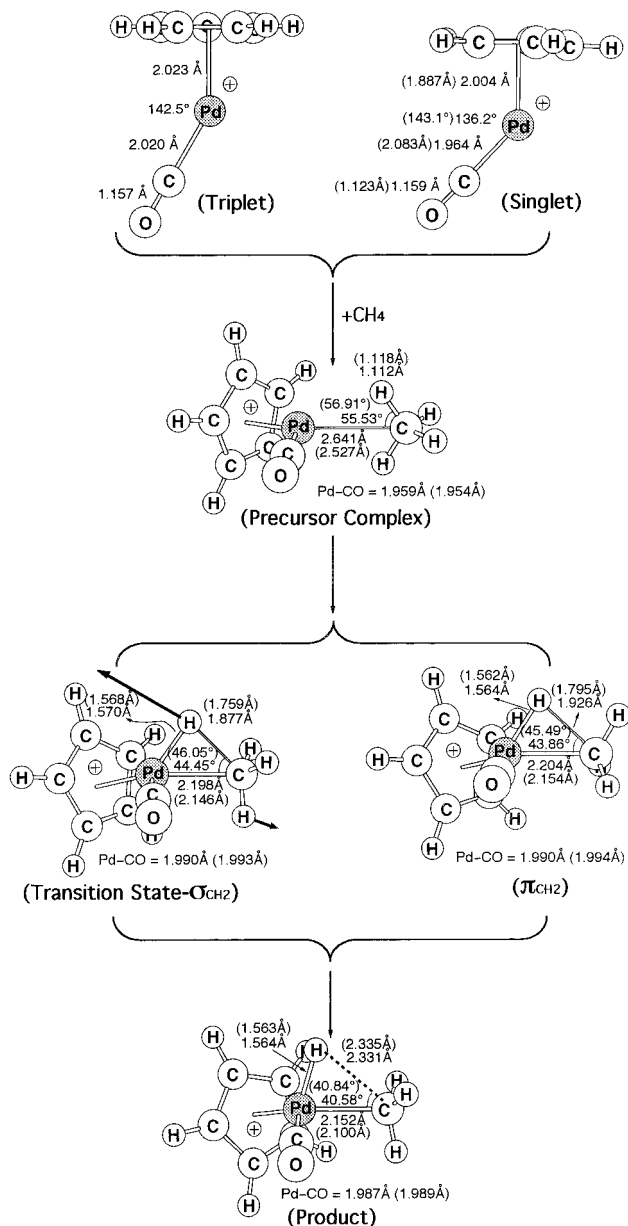 H H C C C H H
2.023 Å
⊕
142.5°
Pd
2.020 Å
C
1.157 Å
O
(Triplet)
H C C H C H
(1.887Å) 2.004 Å
⊕
(143.1°) 136.2°
Pd
(2.083Å) 1.964 Å
C
(1.123Å) 1.159 Å
O
(Singlet)
+CH4
H
(1.118Å)
1.112Å
H
C
C
H
(56.91°)
55.53°
⊕
H
H
C
Pd
C
H
2.641Å
(2.527Å)
C
C
C
H
O
H
Pd–CO = 1.959Å (1.954Å)
(Precursor Complex)
H
(1.568Å)
1.570Å
H
(1.759Å)
1.877Å
C
C
H
(46.05°)
44.45°
H
⊕
H
C
Pd
C
H
2.198Å
(2.146Å)
C
C
C
O
H
H
H
Pd–CO = 1.990Å (1.993Å)
(Transition State-σCH2)
H
(1.562Å)
1.564Å
H
(1.795Å)
1.926Å
C
C
H
(45.49°)
43.86°
H
⊕
H
C
Pd
C
H
2.204Å
(2.154Å)
C
O
C
H
H
Pd–CO = 1.990Å (1.994Å)
(πCH2)
(1.563Å)
1.564Å
H
H
(2.335Å)
2.331Å
C
C
(40.84°)
40.58°
H
H
C
Pd
C
2.152Å
(2.100Å)
⊕
H
C
C
H
H
O
H
Pd–CO = 1.987Å (1.989Å)
(Product)